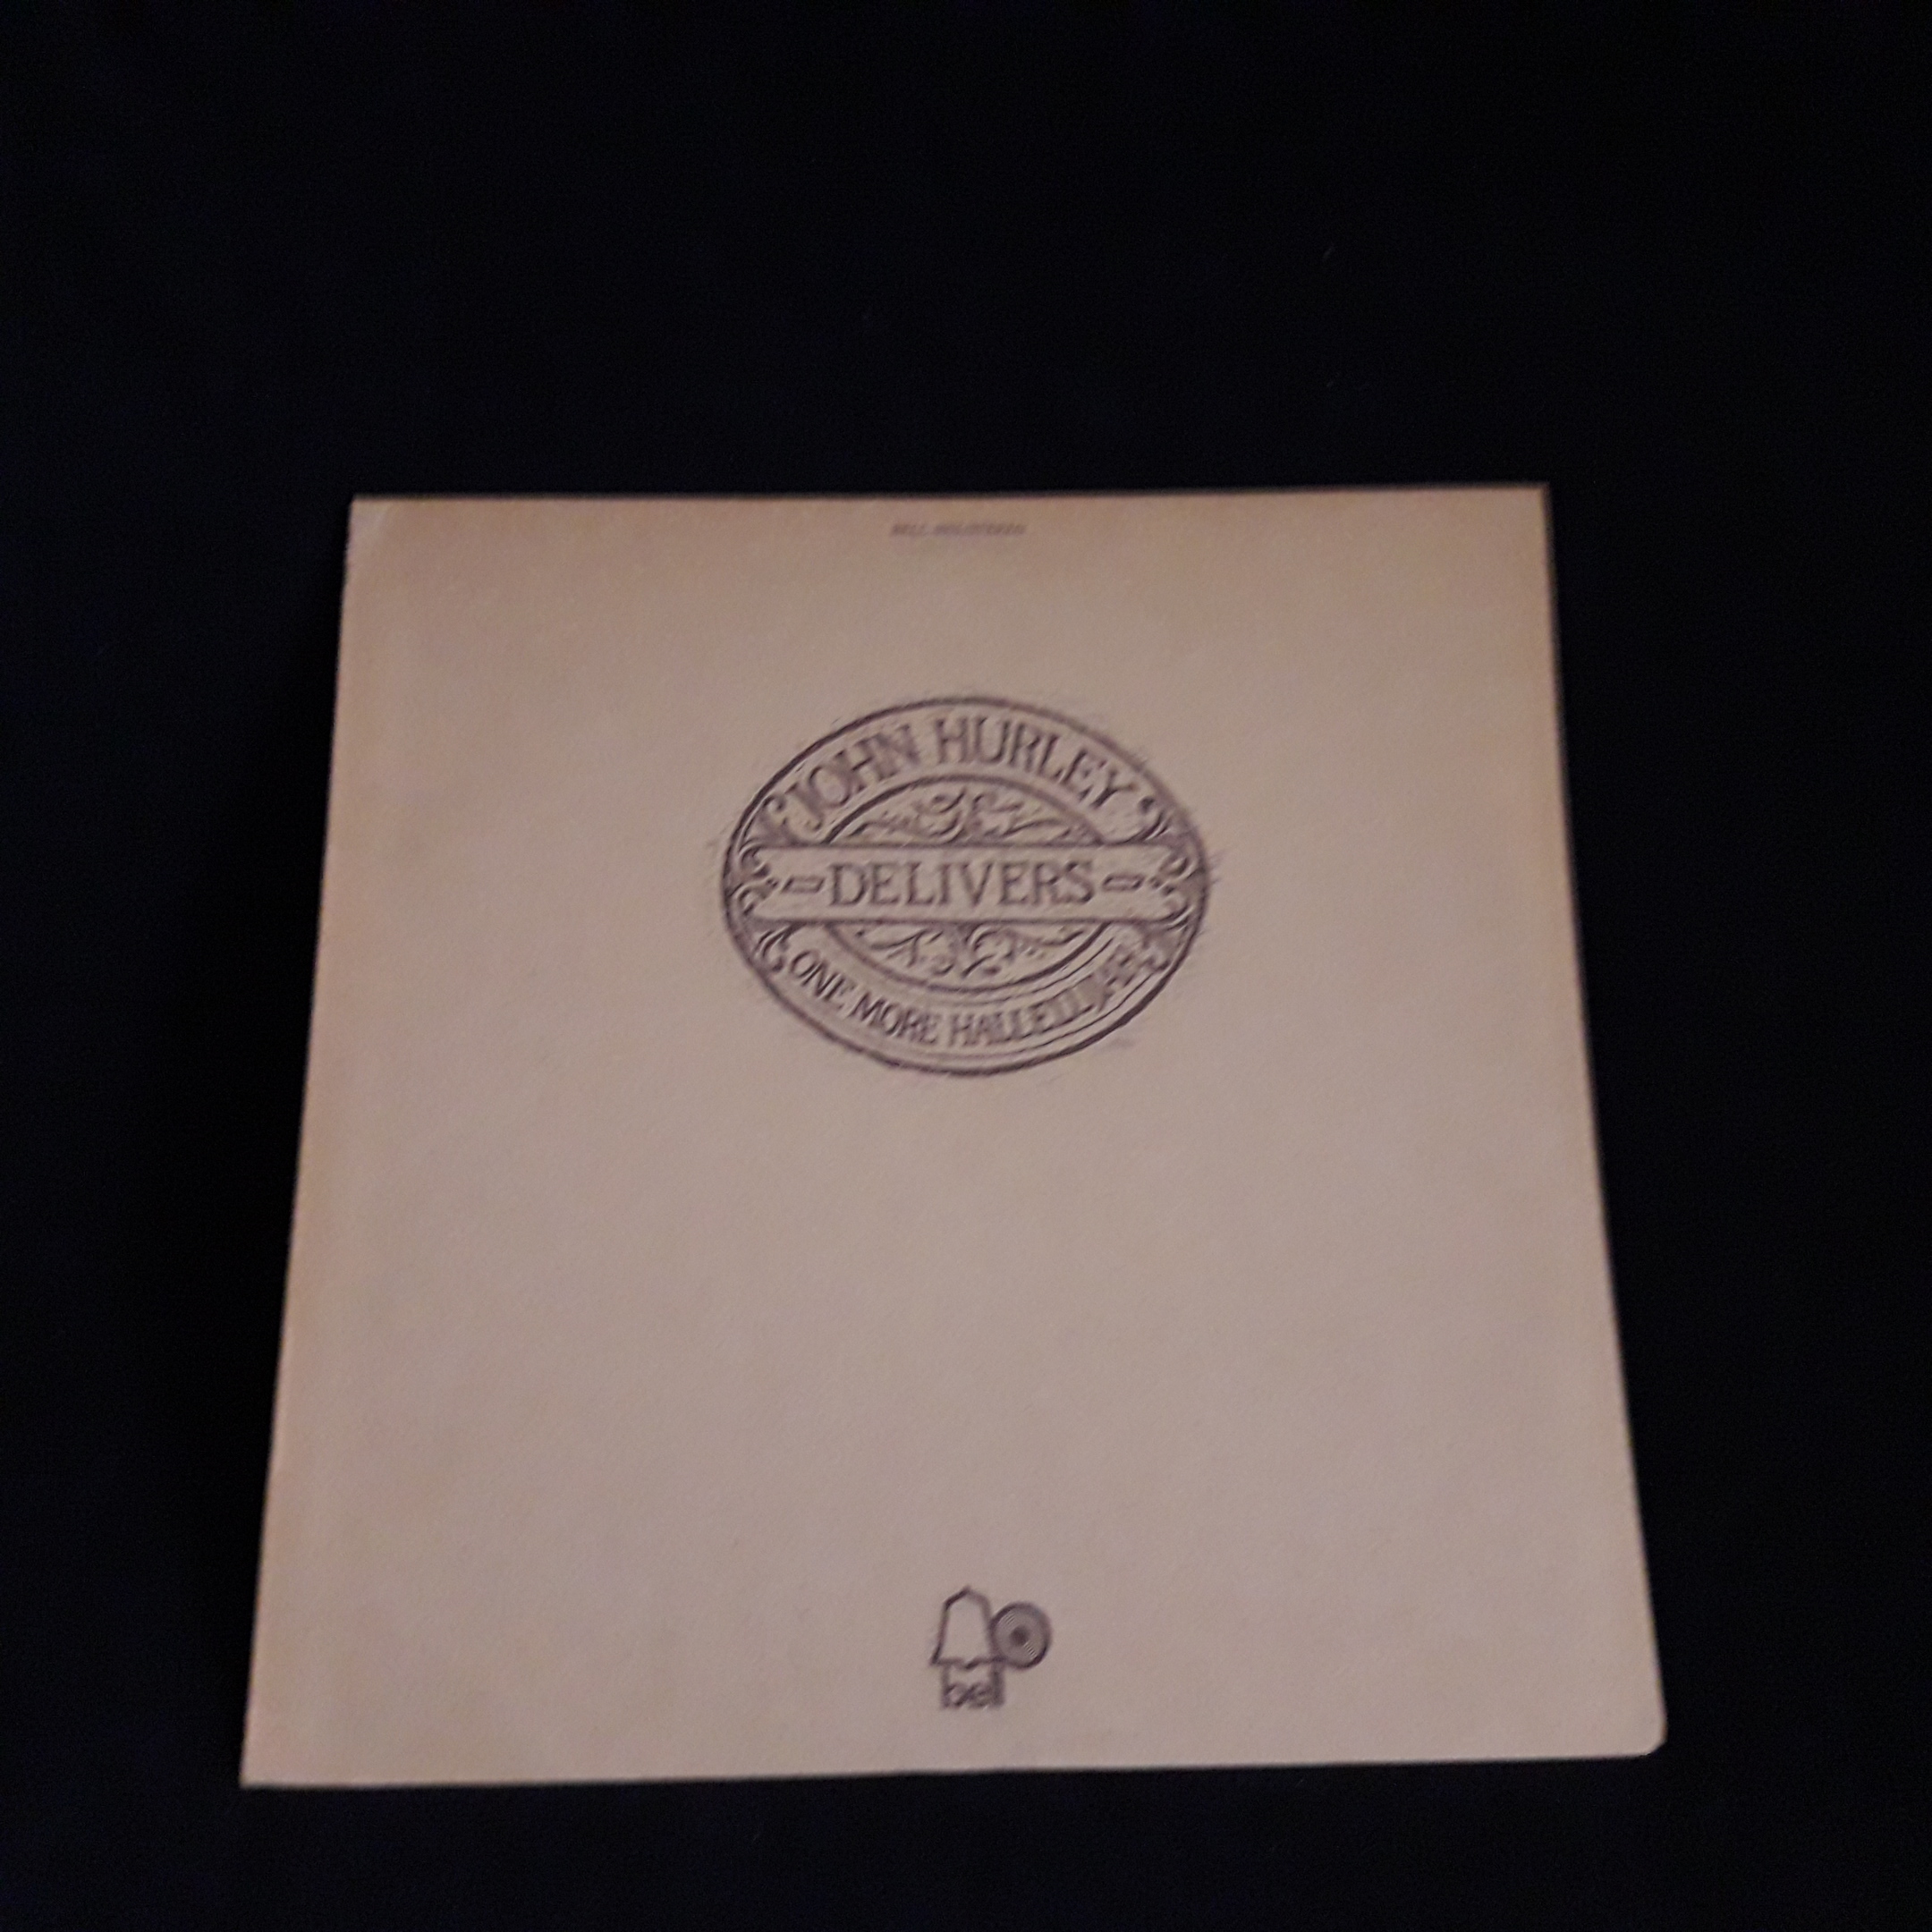 JOHN HURLEY
-DELIVERS-
ONE MORE HALLELUJAH
bell